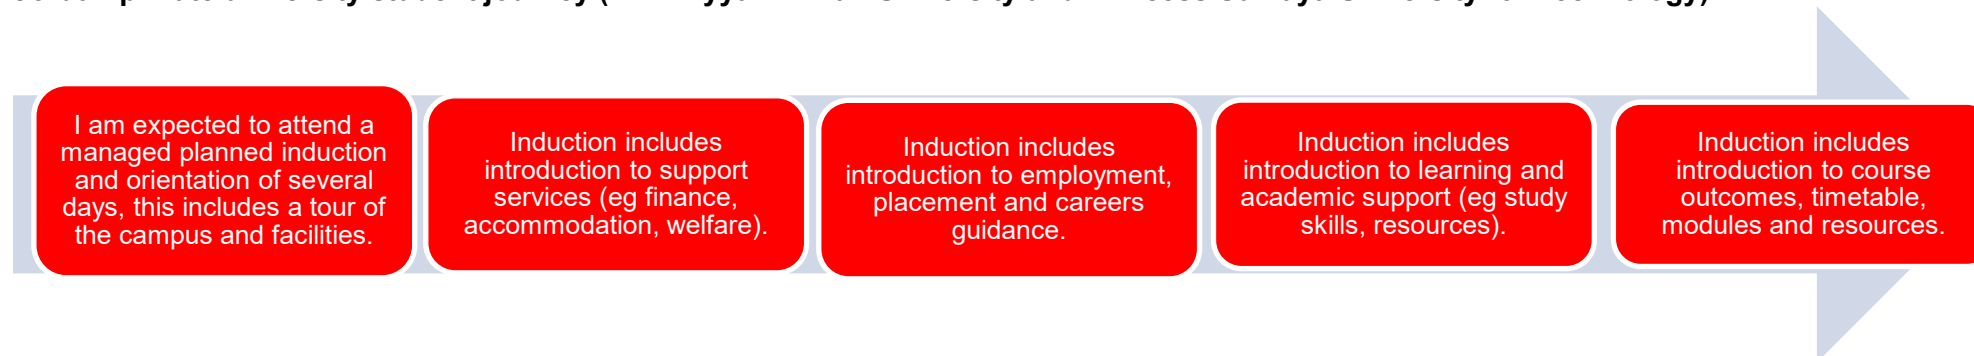 I am expected to attend a
managed planned induction
and orientation of several
days, this includes a tour of
the campus and facilities.
Induction includes
introduction to support
services (eg finance,
accommodation, welfare).
Induction includes
introduction to employment,
placement and careers
guidance.
Induction includes
introduction to learning and
academic support (eg study
skills, resources).
Induction includes
introduction to course
outcomes, timetable,
modules and resources.